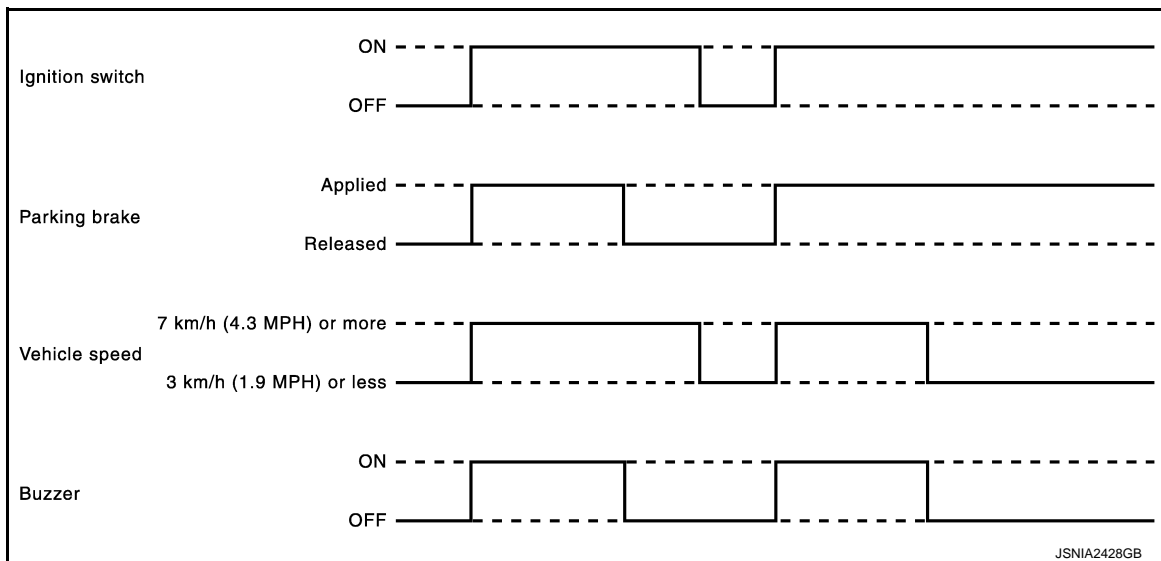 ON
Ignition switch
OFF
Applied
Parking brake
Released
7 km/h (4.3 MPH) or more
Vehicle speed
3 km/h (1.9 MPH) or less
ON
Buzzer
OFF
JSNIA2428GB